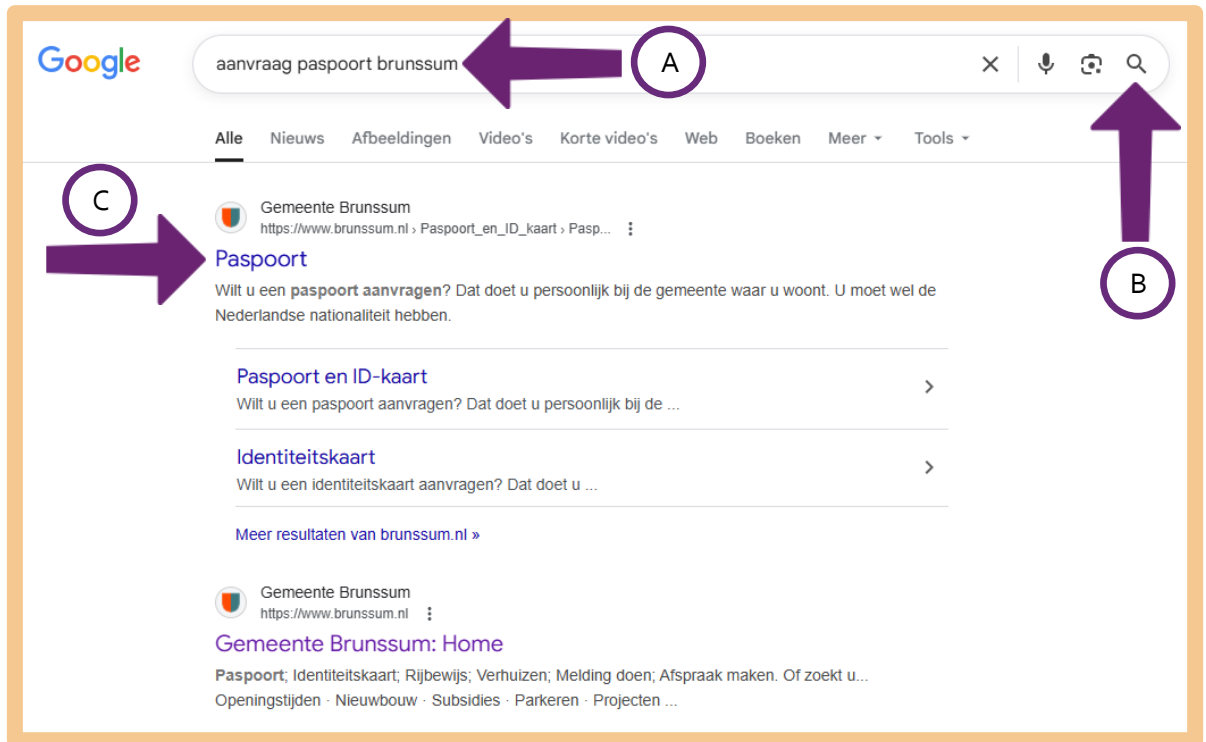 Google
aanvraag paspoort brunssum
A
Alle Nieuws Afbeeldingen Video's Korte video's Web Boeken Meer Tools
C
Gemeente Brunssum
https://www.brunssum.nl › Paspoort_en_ID_kaart › Pasp...
Paspoort
Wilt u een paspoort aanvragen? Dat doet u persoonlijk bij de gemeente waar u woont. U moet wel de
Nederlandse nationaliteit hebben.
B
Paspoort en ID-kaart
Wilt u een paspoort aanvragen? Dat doet u persoonlijk bij de ...
Identiteitskaart
Wilt u een identiteitskaart aanvragen? Dat doet u ...
Meer resultaten van brunssum.nl »
Gemeente Brunssum
https://www.brunssum.nl
Gemeente Brunssum: Home
Paspoort; Identiteitskaart; Rijbewijs; Verhuizen; Melding doen; Afspraak maken. Of zoekt u...
Openingstijden · Nieuwbouw · Subsidies · Parkeren · Projecten ...